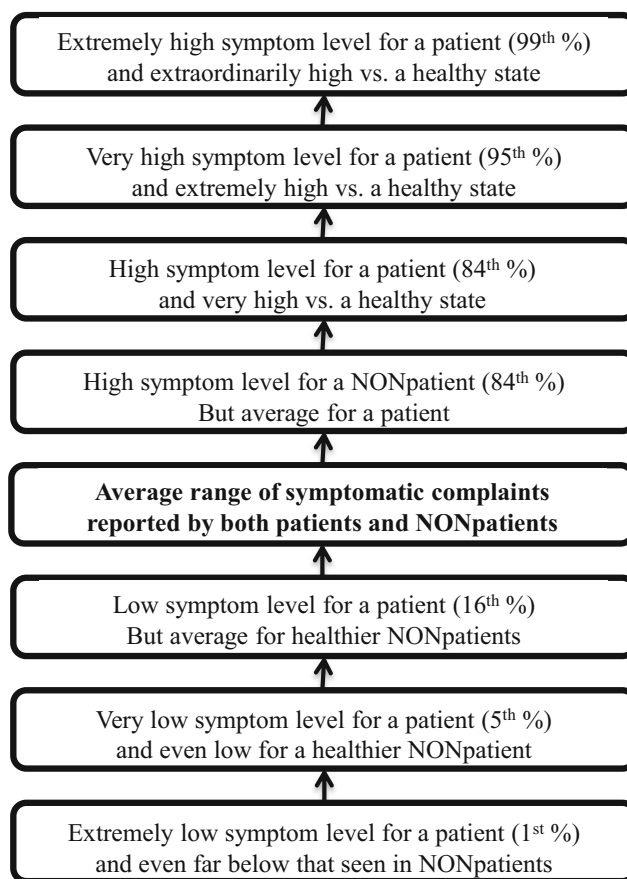 Extremely high symptom level for a patient (99th %)
and extraordinarily high vs. a healthy state
Very high symptom level for a patient (95th %)
and extremely high vs. a healthy state
High symptom level for a patient (84th %)
and very high vs. a healthy state
High symptom level for a NONpatient (84th %)
But average for a patient
Average range of symptomatic complaints
reported by both patients and NONpatients
Low symptom level for a patient (16th %)
But average for healthier NONpatients
Very low symptom level for a patient (5th %)
and even low for a healthier NONpatient
Extremely low symptom level for a patient (1st %)
and even far below that seen in NONpatients